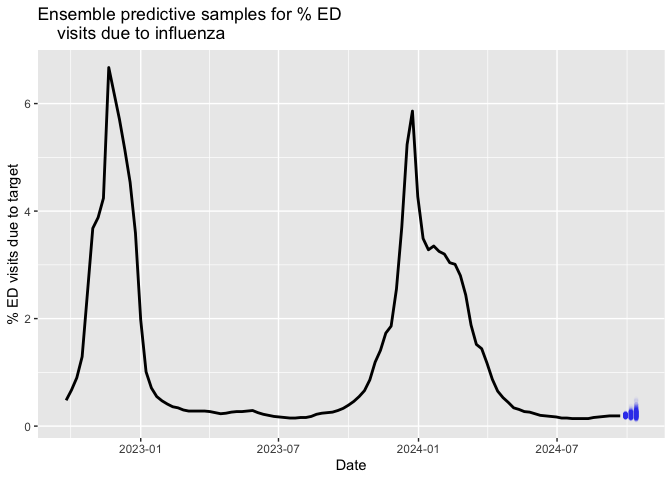 Ensemble predictive samples for % ED
visits due to influenza
% ED visits due to target
6
4
2
0
2023-01
2023-07
2024-01
2024-07
Date